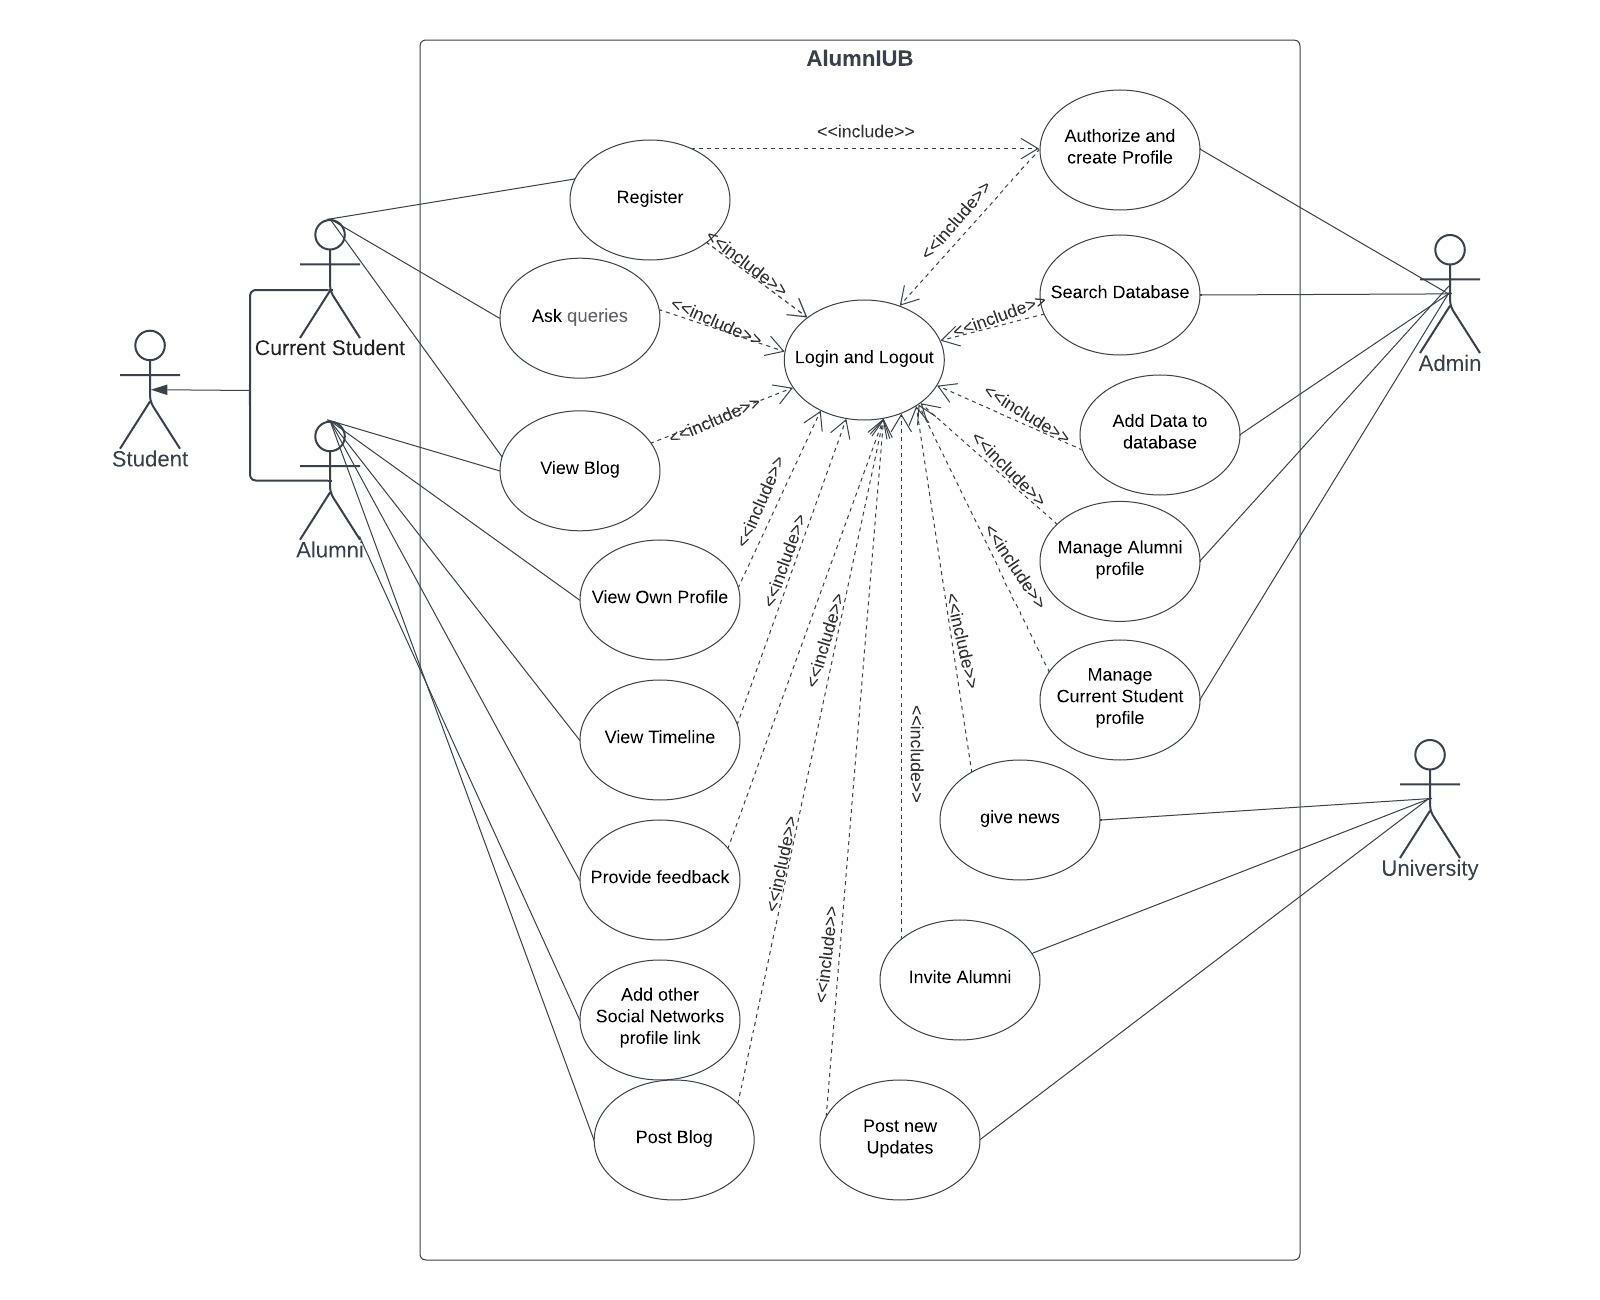 AlumnIUB
<<include>>
Authorize and
create Profile
Register
<<include>>
<<include>>
Ask queries
<<include>>
Search Database
<<include>>
Login and Logout
Current Student
Admin
Student
<<include>>
<<include>>
Add Data to
database
View Blog
<<include>>
<<include>>
Alumni
Manage Alumni
profile
View Own Profile
<<include>>
<<include>>
<<include>>
<<include>>
Manage
Current Student
profile
View Timeline
<<include>>
give news
University
Provide feedback
<<include>>
<<include>>
Invite Alumni
Add other
Social Networks
profile link
Post Blog
Post new
Updates